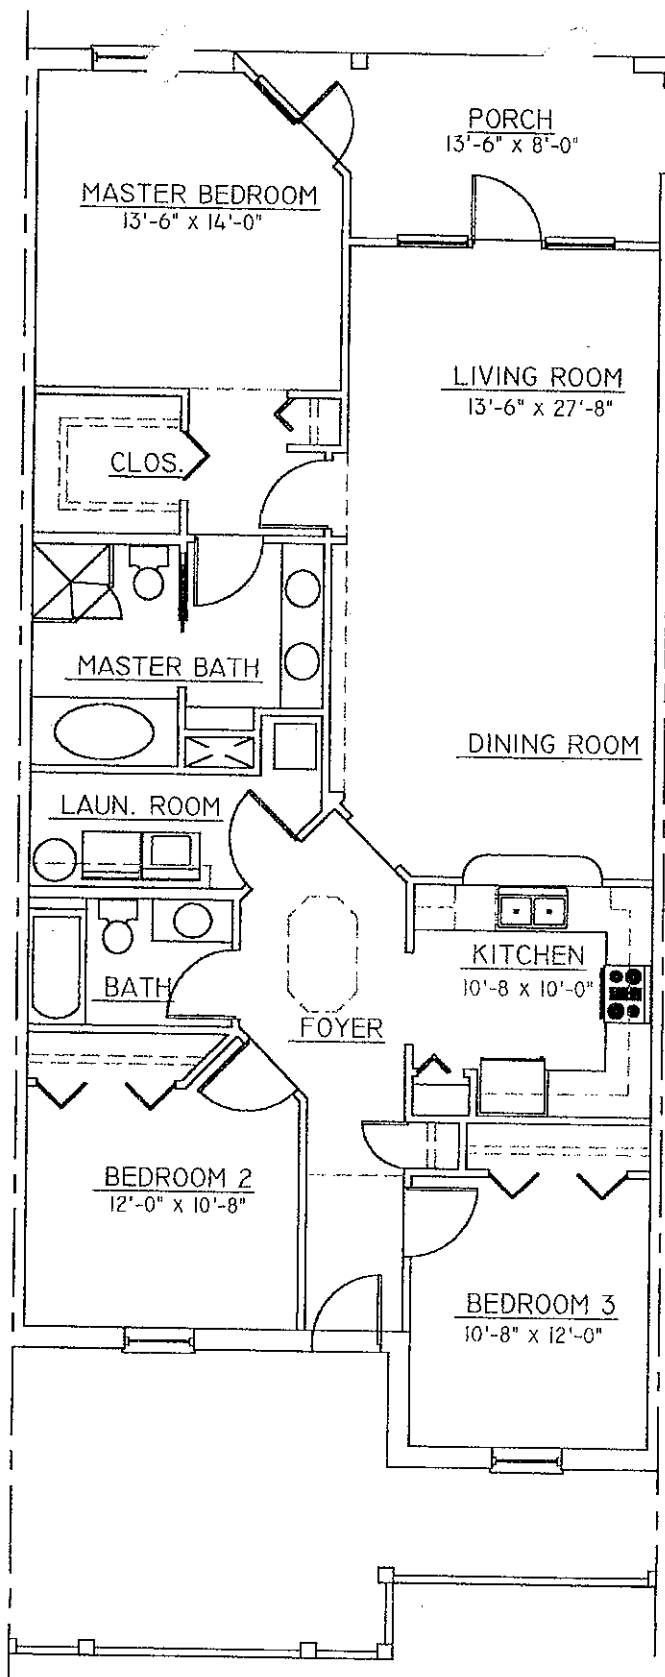 PORCH
13'-6" X 8'-0"
MASTER BEDROOM
13'-6" X 14'-0"
LIVING ROOM
13'-6" X 27'-8"
CLOS.
MASTER BATH
DINING ROOM
LAUN. ROOM
KITCHEN
10'-8 X 10'-0"
BATH
FOYER
BEDROOM 2
12'-0" X 10'-8"
BEDROOM 3
10'-8" X 12'-0"